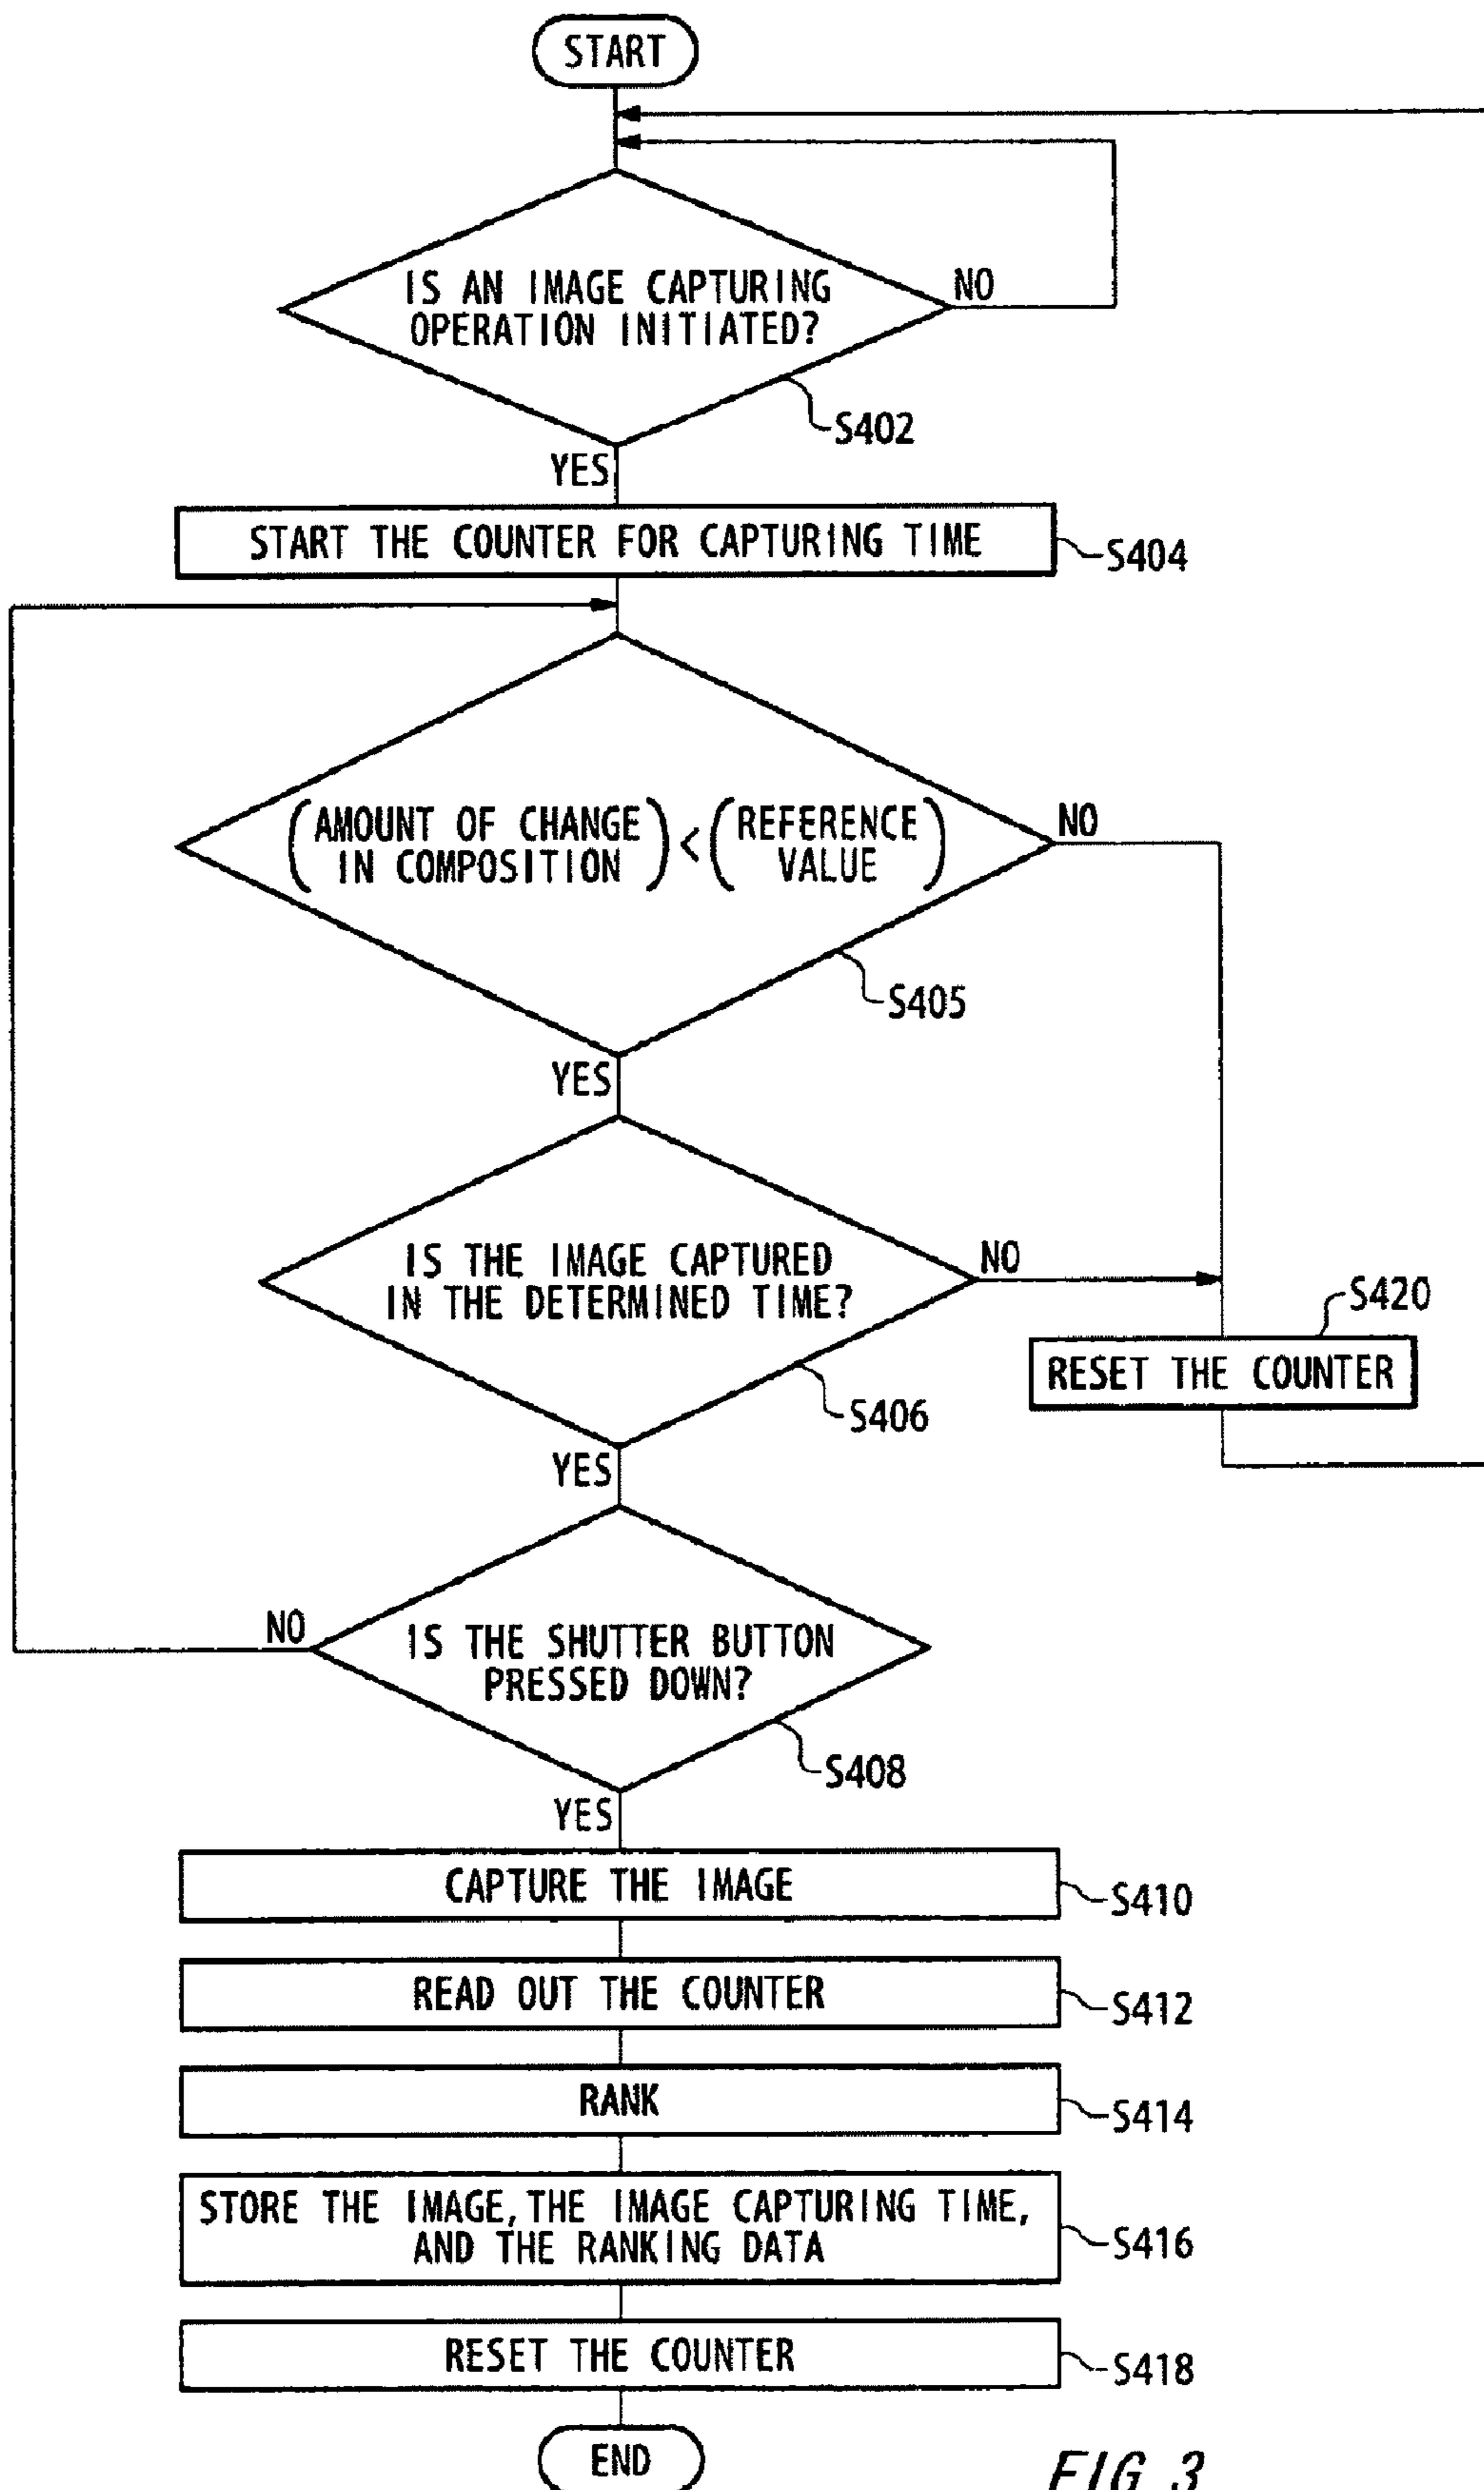 START
IS AN IMAGE CAPTURING
OPERATION INITIATED?
NO
S402
YES
START THE COUNTER FOR CAPTURING TIME
S404
(AMOUNT OF CHANGE
IN COMPOSITION) < (REFERENCE
VALUE)
NO
S405
YES
IS THE IMAGE CAPTURED
IN THE DETERMINED TIME?
NO
S420
RESET THE COUNTER
S406
YES
IS THE SHUTTER BUTTON
PRESSED DOWN?
NO
S408
YES
CAPTURE THE IMAGE
S410
READ OUT THE COUNTER
S412
RANK
S414
STORE THE IMAGE, THE IMAGE CAPTURING TIME,
AND THE RANKING DATA
S416
RESET THE COUNTER
S418
END
FIG 3